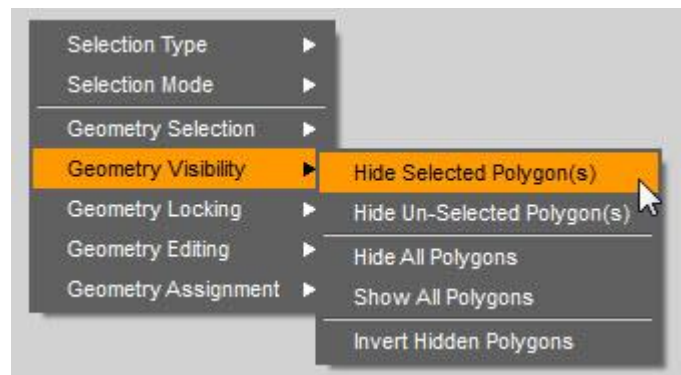 Selection Type
Selection Mode
Geometry Selection
Geometry Visibility
Geometry Locking
Geometry Editing
Geometry Assignment
Hide Selected Polygon(s)
Hide Un-Selected Polygon(s)
Hide All Polygons
Show All Polygons
Invert Hidden Polygons